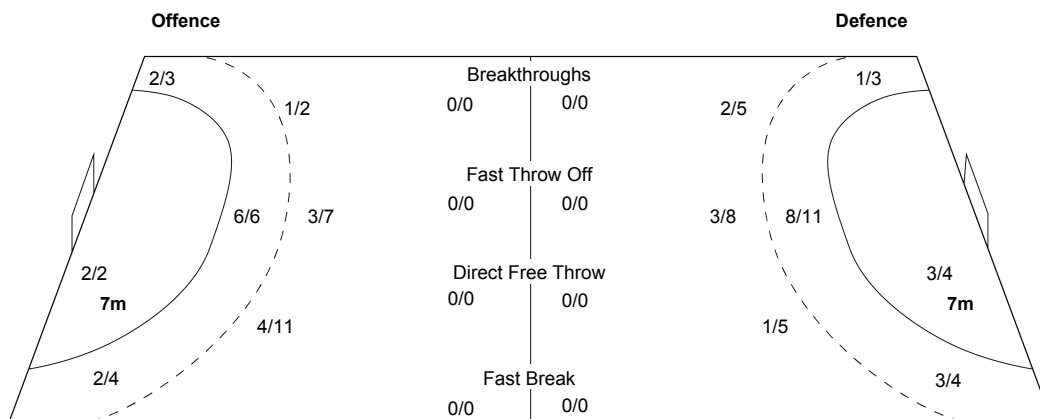 Offence Defence
2/3 Breakthroughs 1/3
1/2 0/0 0/0 2/5
Fast Throw Off
0/0 0/0
6/6 3/7 3/8 8/11
2/2 Direct Free Throw 3/4
7m 0/0 0/0 7m
4/11 1/5
2/4 Fast Break 3/4
0/0 0/0